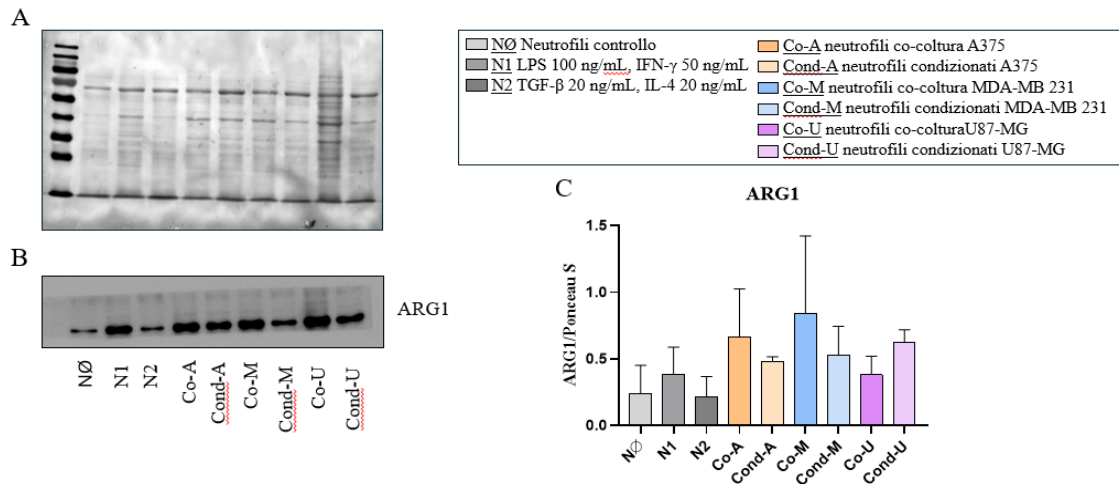 A
NØ Neutrofili controllo
N1 LPS 100 ng/mL, IFN-γ 50 ng/mL
N2 TGF-β 20 ng/mL, IL-4 20 ng/mL
Co-A neutrofili co-coltura A375
Cond-A neutrofili condizionati A375
Co-M neutrofili co-coltura MDA-MB 231
Cond-M neutrofili condizionati MDA-MB 231
Co-U neutrofili co-colturaU87-MG
Cond-U neutrofili condizionati U87-MG
B
ARG1
NØ
N1
N2
Co-A
Cond-A
Co-M
Cond-M
Co-U
Cond-U
C
ARG1
ARG1/Ponceau S
1.5
1.0
0.5
0.0
NØ
N1
N2
Co-A
Cond-A
Co-M
Cond-M
Co-U
Cond-U